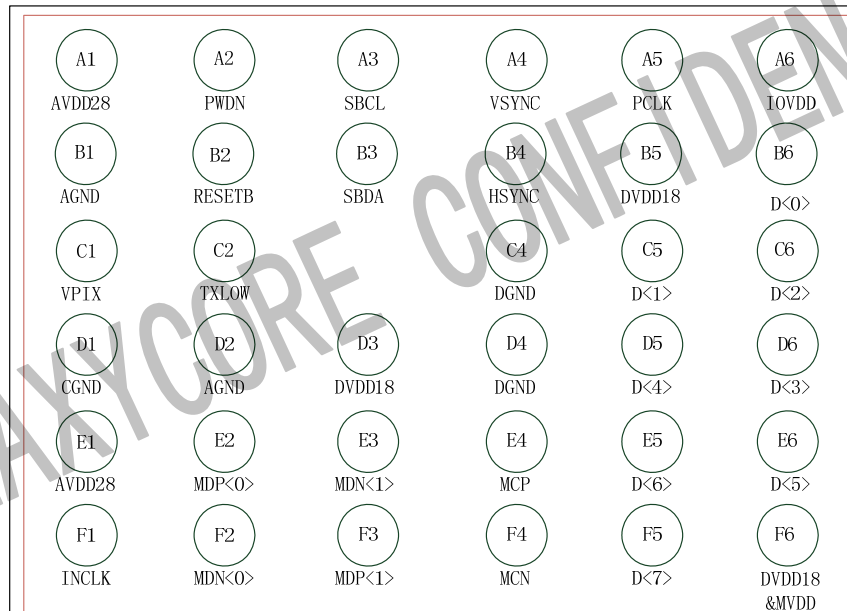 A1 A2 A3 A4 A5 A6
AVDD28 PWDN SBCL VSYNC PCLK IOVDD
B1 B2 B3 B4 B5 B6
AGND RESETB SBDA HSYNC DVDD18 D<0>
C1 C2 C4 C5 C6
VPIX TXLOW DGND D<1> D<2>
D1 D2 D3 D4 D5 D6
CGND AGND DVDD18 DGND D<4> D<3>
E1 E2 E3 E4 E5 E6
AVDD28 MDP<0> MDN<1> MCP D<6> D<5>
F1 F2 F3 F4 F5 F6
INCLK MDN<0> MDP<1> MCN D<7> DVDD18
&MVDD
AXYCORE CONFIDEN